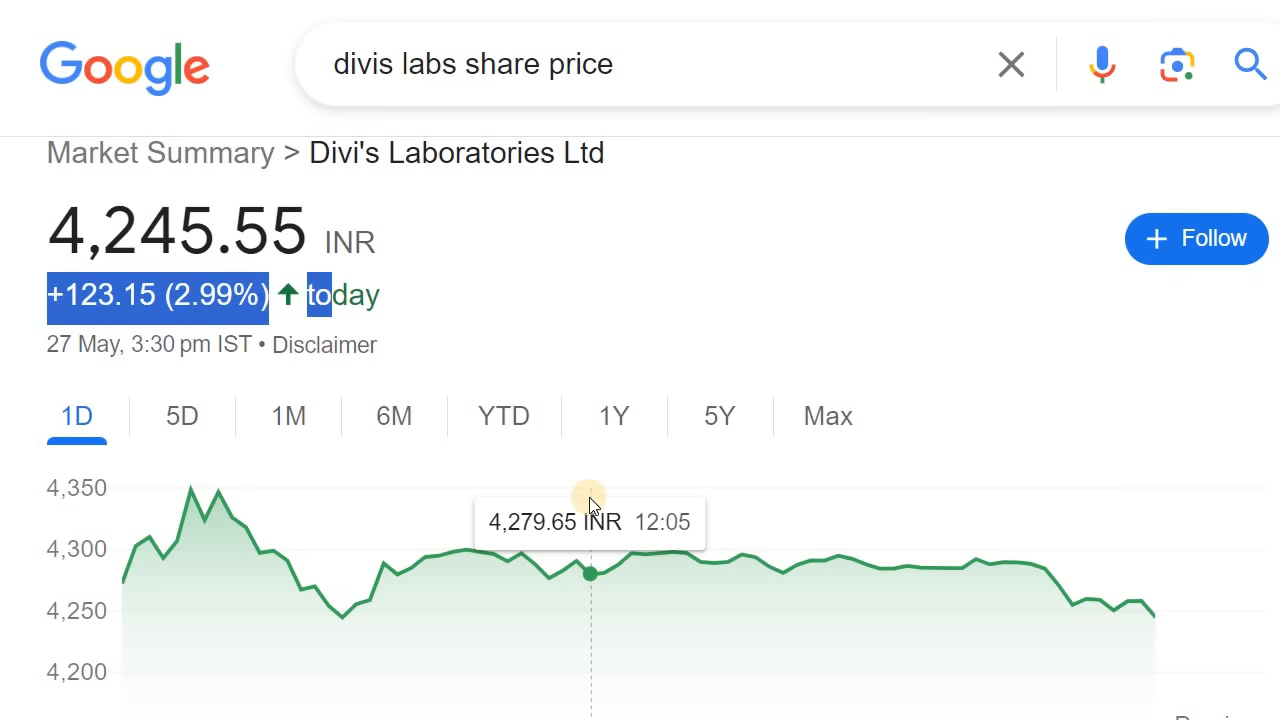 Google
divis labs share price
Market Summary > Divi's Laboratories Ltd
4,245.55 INR
+ Follow
+123.15 (2.99%) ↑ today
27 May, 3:30 pm IST • Disclaimer
1D 5D 1M 6M YTD 1Y 5Y Max
4,350
4,279.65 INR 12:05
4,300
4,250
4,200